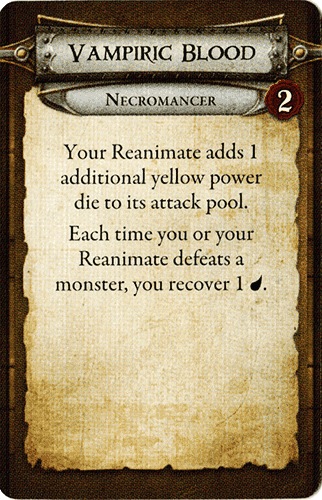 Vampiric Blood
Necromancer
2
Your Reanimate adds 1
additional yellow power
die to its attack pool.
Each time you or your
Reanimate defeats a
monster, you recover 1 .